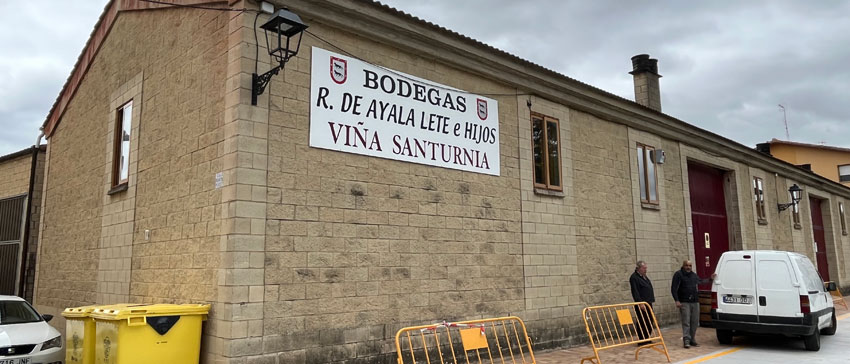 BODEGAS
R. DE AYALA LETE e HIJOS
VIÑA SANTURNIA